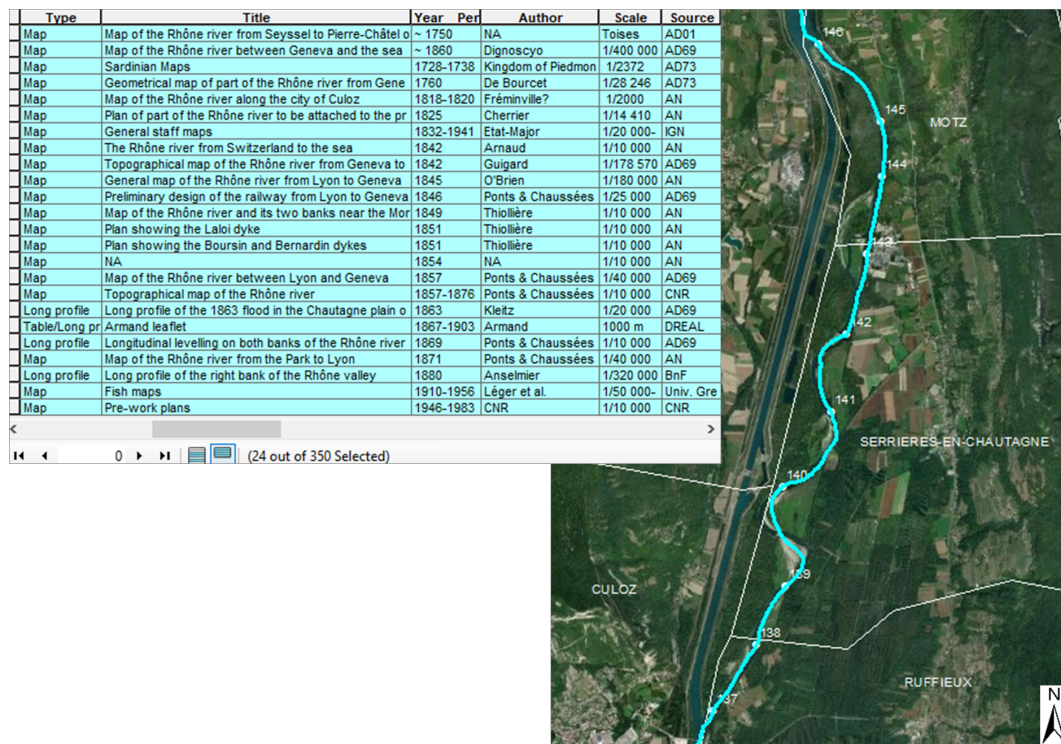 Type Title Year Per Author Scale Source
Map Map of the Rhône river from Seyssel to Pierre-Châtel o ~ 1750 NA Toises AD01
Map Map of the Rhône river between Geneva and the sea ~ 1860 Dignoscyo 1/400 000 AD69
Map Sardinian Maps 1728-1738 Kingdom of Piedmon 1/2372 AD73
Map Geometrical map of part of the Rhône river from Gene 1760 De Bourcet 1/28 246 AD73
Map Map of the Rhône river along the city of Culoz 1818-1820 Fréminville? 1/2000 AN
Map Plan of part of the Rhône river to be attached to the pr 1825 Cherrier 1/14 410 AN
Map General staff maps 1832-1941 Etat-Major 1/20 000- IGN
Map The Rhône river from Switzerland to the sea 1842 Arnaud 1/10 000 AN
Map Topographical map of the Rhône river from Geneva to 1842 Guigard 1/178 570 AD69
Map General map of the Rhône river from Lyon to Geneva 1845 O'Brien 1/180 000 AN
Map Preliminary design of the railway from Lyon to Geneva 1846 Ponts & Chaussées 1/25 000 AD69
Map Map of the Rhône river and its two banks near the Mor 1849 Thiollière 1/10 000 AN
Map Plan showing the Laloi dyke 1851 Thiollière 1/10 000 AN
Map Plan showing the Boursin and Bernardin dykes 1851 Thiollière 1/10 000 AN
Map NA 1854 NA 1/10 000 AN
Map Map of the Rhône river between Lyon and Geneva 1857 Ponts & Chaussées 1/40 000 AD69
Map Topographical map of the Rhône river 1857-1876 Ponts & Chaussées 1/10 000 CNR
Long profile Long profile of the 1863 flood in the Chautagne plain o 1863 Kleitz 1/20 000 AD69
Table/Long pr Armand leaflet 1867-1903 Armand 1000 m DREAL
Long profile Longitudinal levelling on both banks of the Rhône river 1869 Ponts & Chaussées 1/10 000 AD69
Map Map of the Rhône river from the Park to Lyon 1871 Ponts & Chaussées 1/40 000 AN
Long profile Long profile of the right bank of the Rhône valley 1880 Anselmier 1/320 000 BnF
Map Fish maps 1910-1956 Léger et al. 1/50 000- Univ. Gre
Map Pre-work plans 1946-1983 CNR 1/10 000 CNR
0 (24 out of 350 Selected)
146
145
MOTZ
144
143
142
141
SERRIERES-EN-CHAUTAGNE
140
139
CULOZ
138
RUFFIEUX
137
N